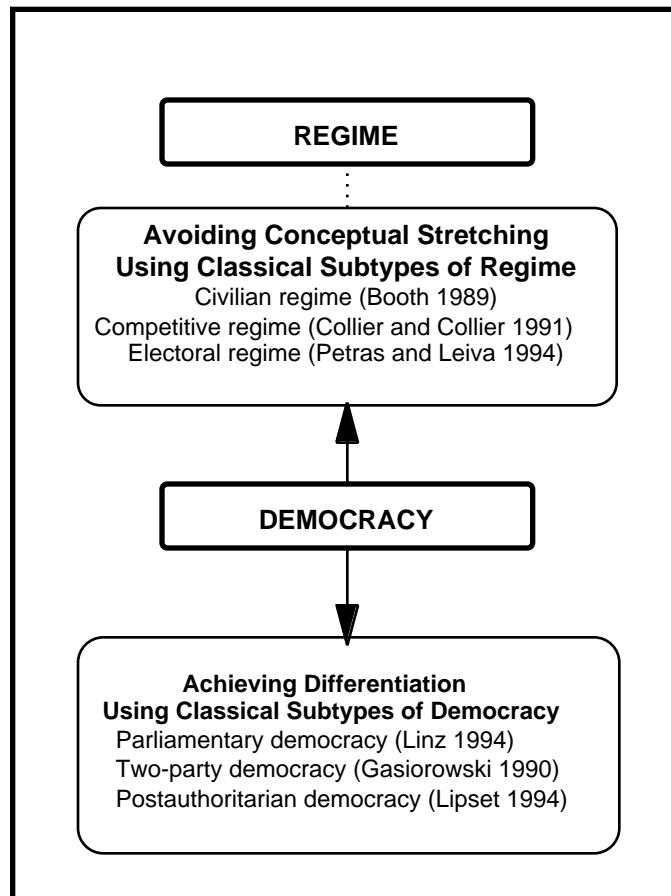 REGIME
Avoiding Conceptual Stretching
Using Classical Subtypes of Regime
Civilian regime (Booth 1989)
Competitive regime (Collier and Collier 1991)
Electoral regime (Petras and Leiva 1994)
DEMOCRACY
Achieving Differentiation
Using Classical Subtypes of Democracy
Parliamentary democracy (Linz 1994)
Two-party democracy (Gasiorowski 1990)
Postauthoritarian democracy (Lipset 1994)